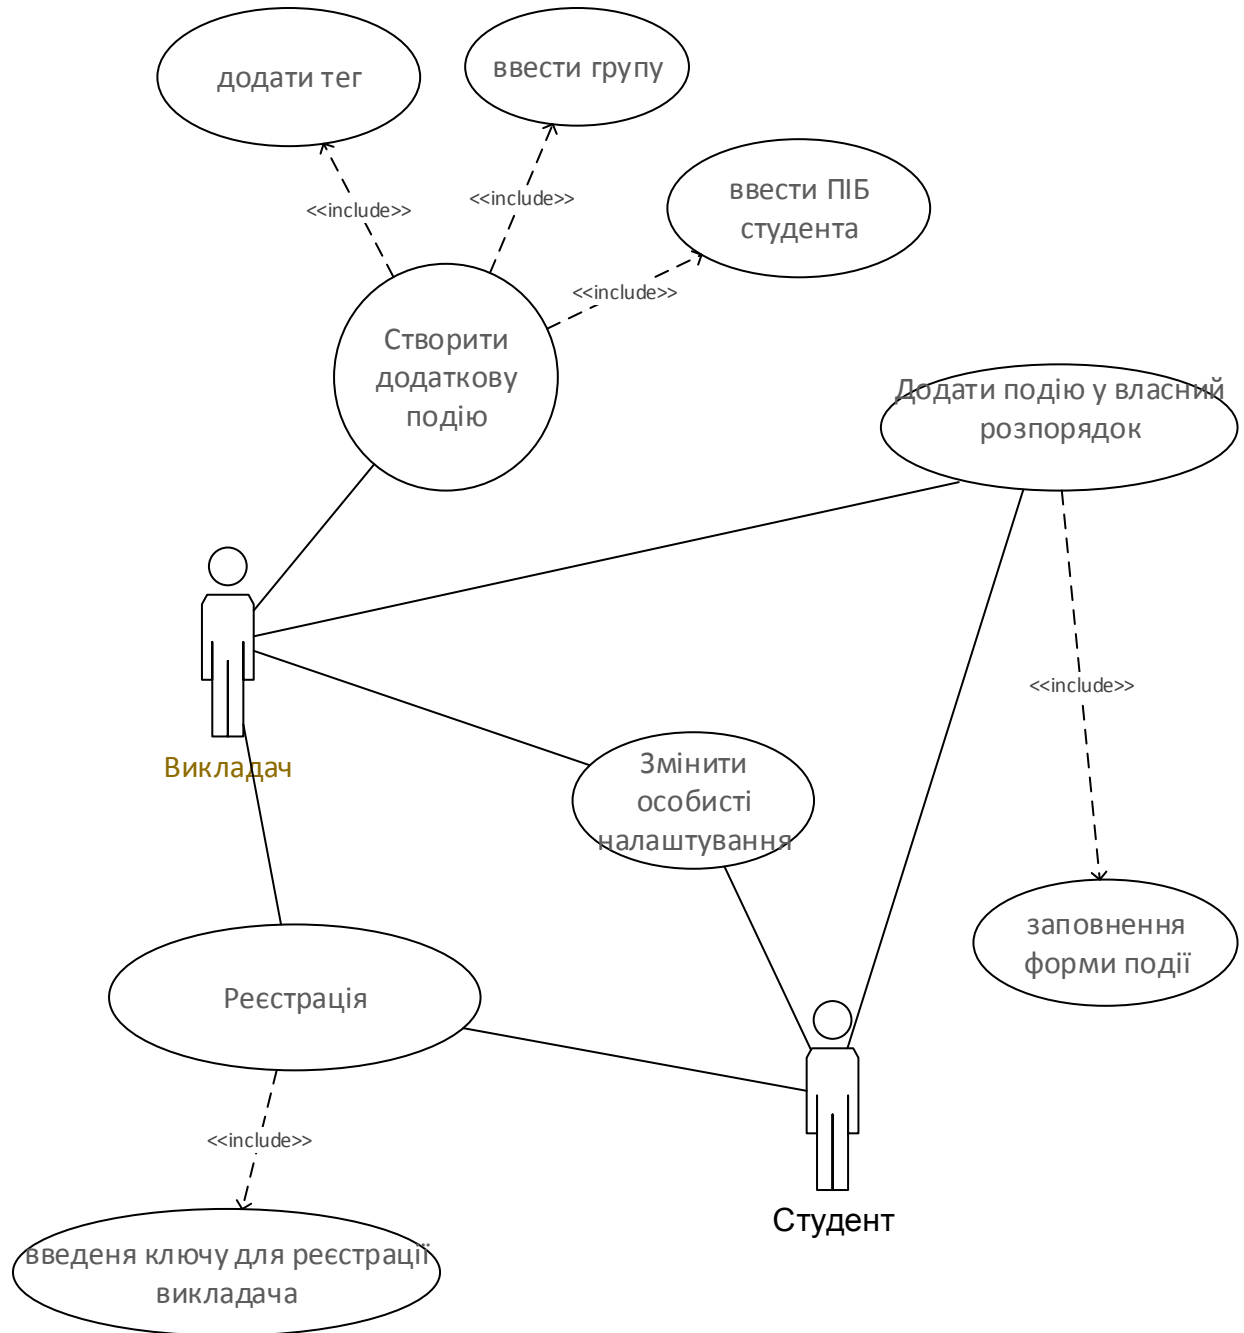 додати тег
ввести групу
<<include>>
<<include>>
ввести ПІБ
студента
<<include>>
Створити
додаткову
подію
Додати подію у власний
розпорядок
<<include>>
Викладач
Змінити
особисті
налаштування
заповнення
форми події
Реєстрація
<<include>>
Студент
введеня ключу для реєстрації
викладача